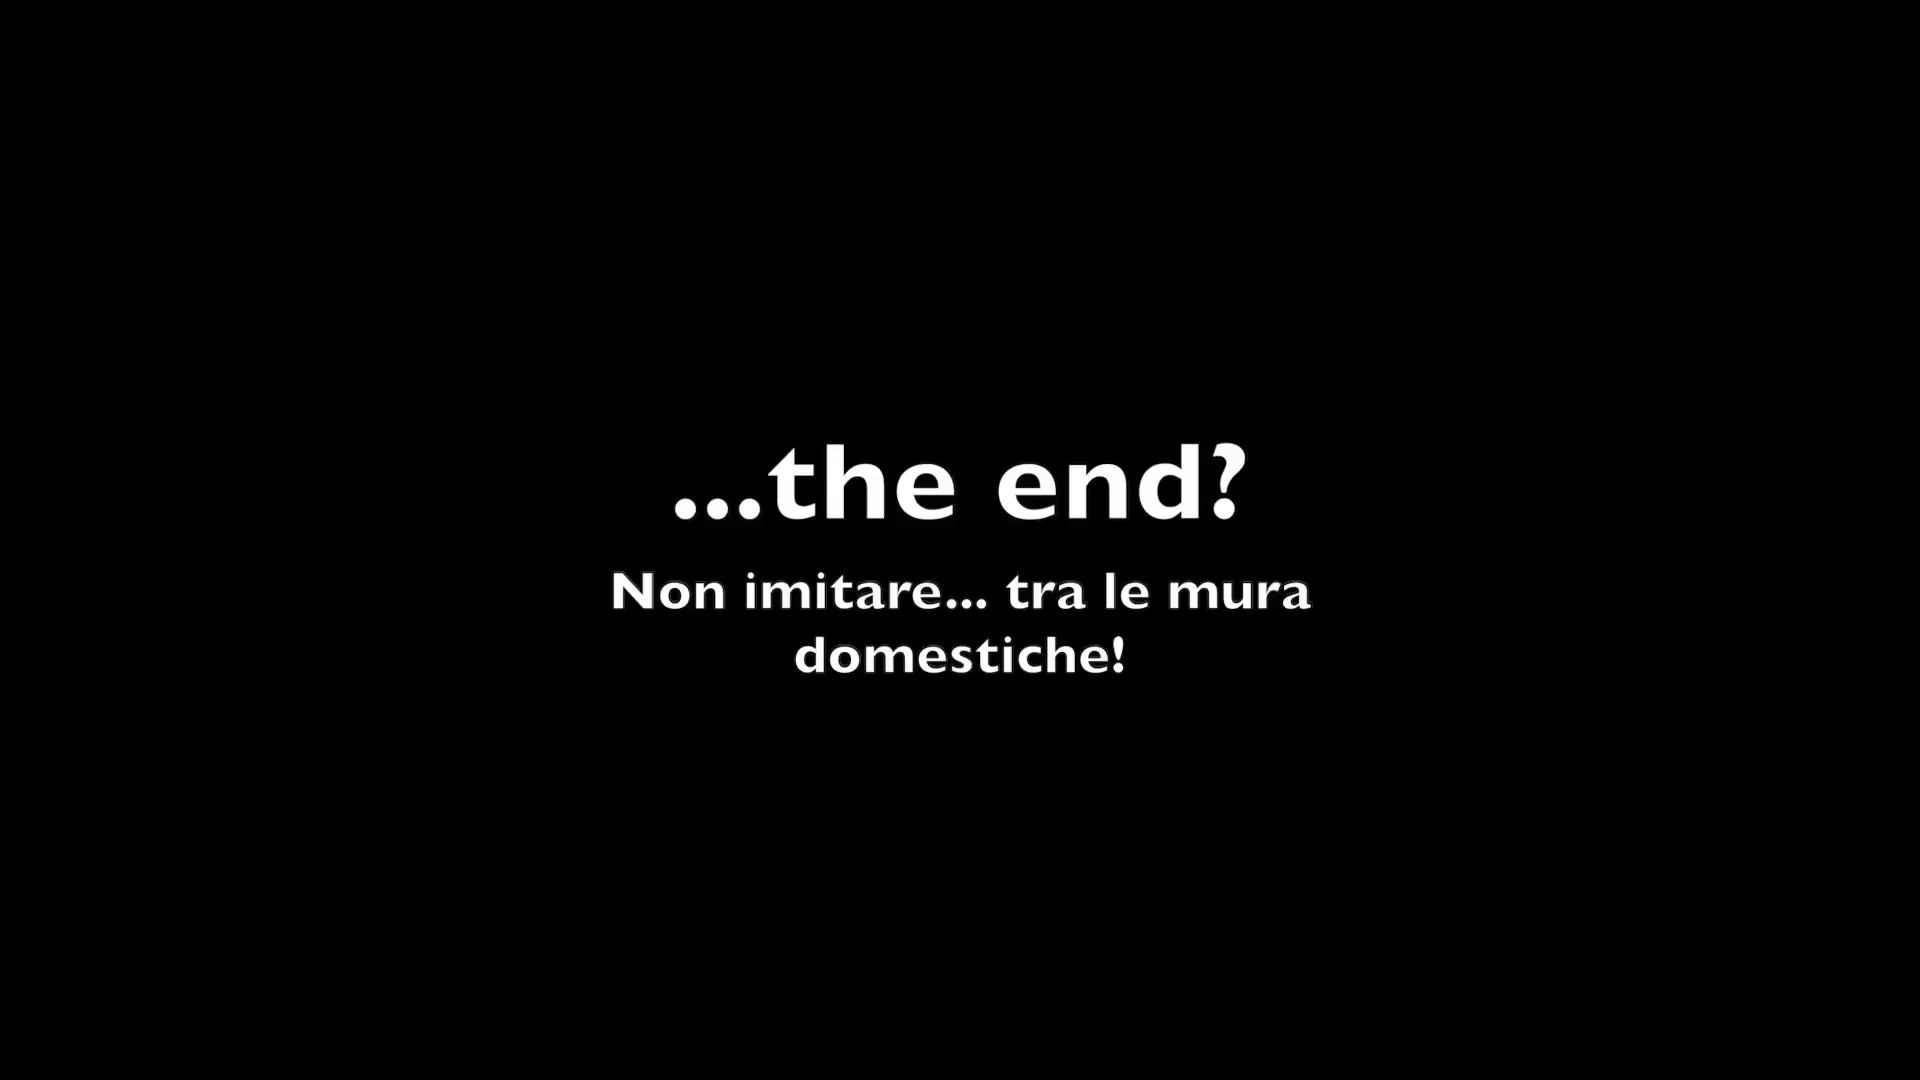 ...the end?
Non imitare... tra le mura
domestiche!